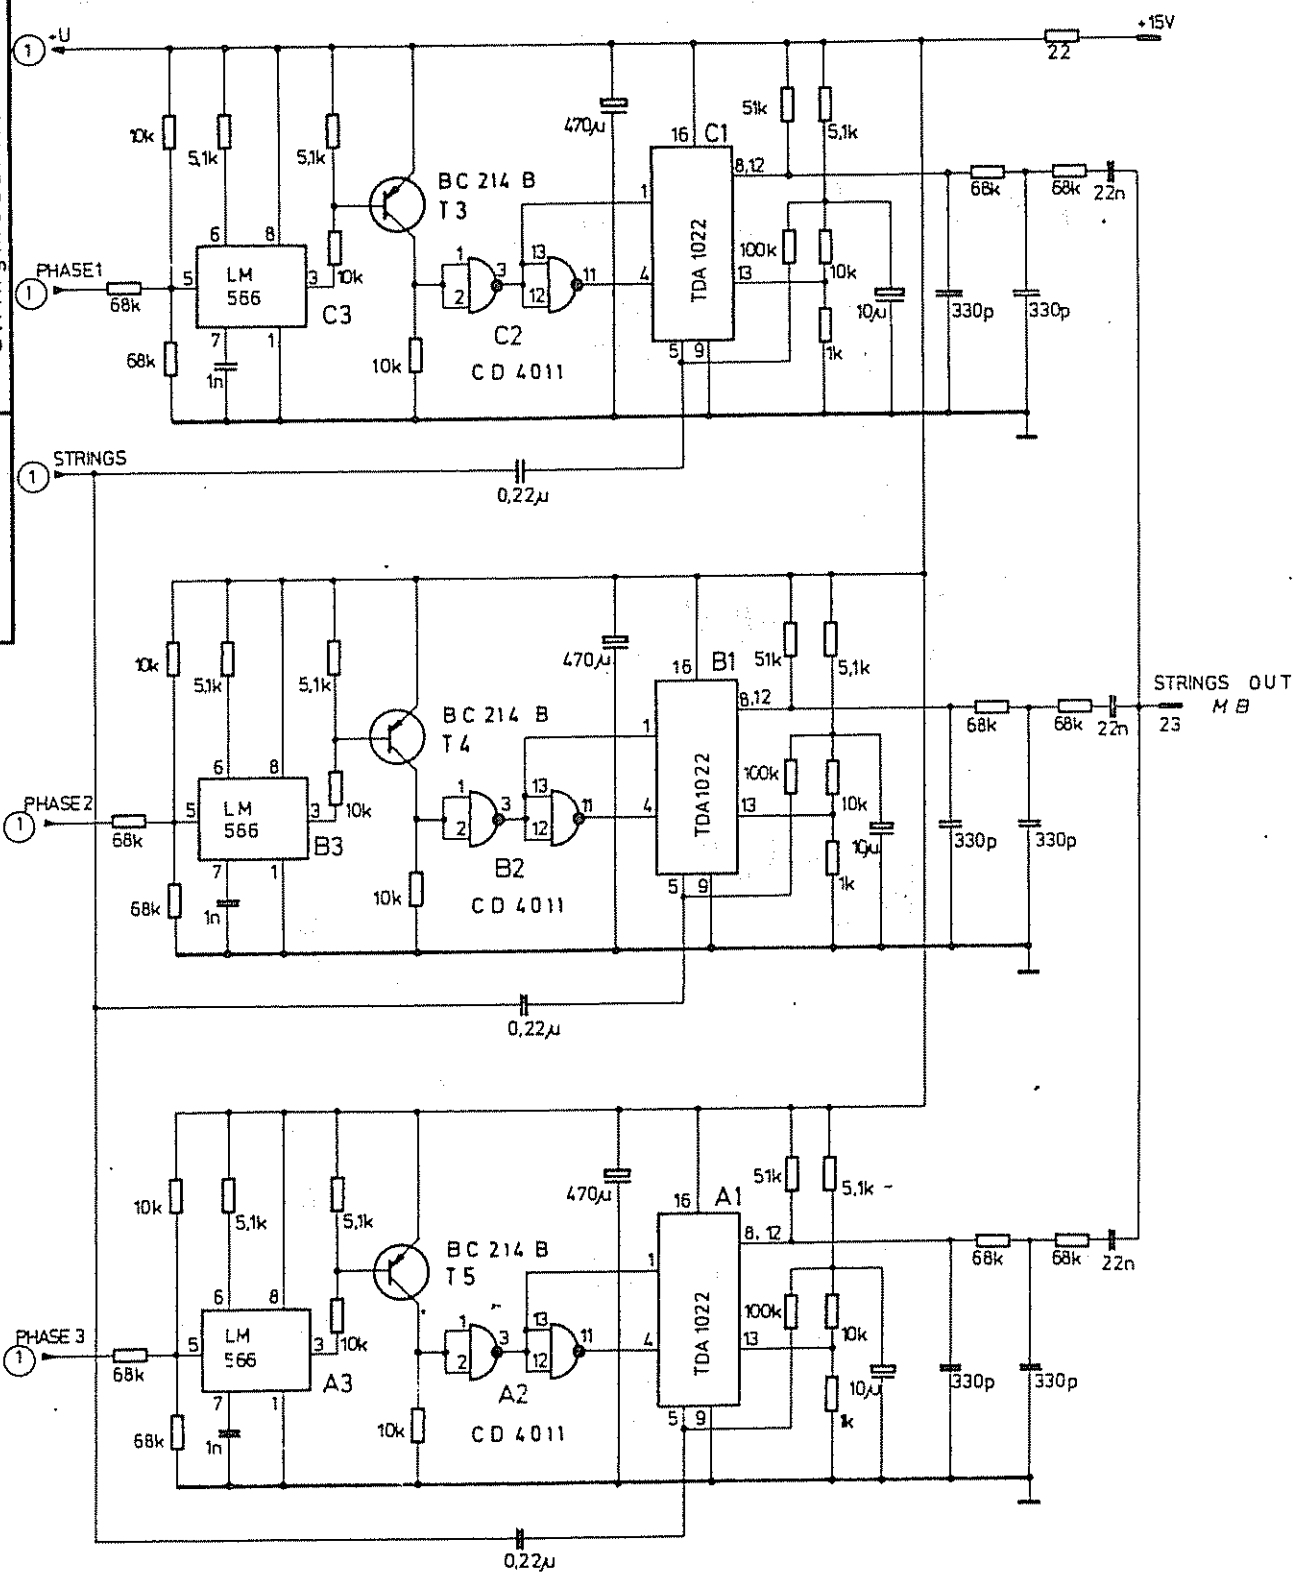 1 +U
+15V
22
10k
5,1k
5,1k
470µ
51k
5,1k
16 C1
BC 214 B
T3
8,12
68k
68k
22n
1
6
8
PHASE1
1
68k
5
LM
566
3
10k
C3
1
2
3
13
12
11
4
TDA 1022
100k
10k
13
10µ
330p
330p
7
1
1n
68k
10k
C2
CD 4011
5
9
1k
1 STRINGS
0,22µ
10k
5,1k
5,1k
470µ
51k
5,1k
16 B1
BC 214 B
T4
8,12
68k
68k
22n
STRINGS OUT
MB
23
1
6
8
PHASE2
1
68k
5
LM
566
3
10k
B3
1
2
3
13
12
11
4
TDA 1022
100k
10k
13
10µ
330p
330p
7
1
1n
68k
10k
B2
CD 4011
5
9
1k
0,22µ
10k
5,1k
5,1k
470µ
51k
5,1k
16 A1
BC 214 B
T5
8,12
68k
68k
22n
1
6
8
PHASE 3
1
68k
5
LM
566
3
10k
A3
1
2
3
13
12
11
4
TDA 1022
100k
10k
13
10µ
330p
330p
7
1
1n
68k
10k
A2
CD 4011
5
9
1k
0,22µ